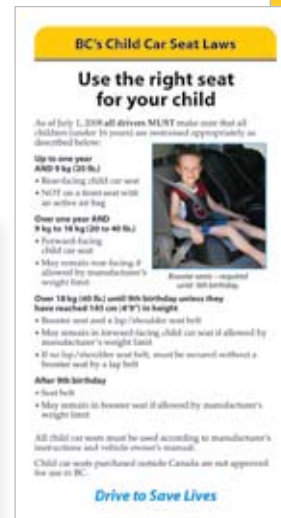 BC's Child Car Seat Laws
Use the right seat
for your child
As of July 1, 2008 all drivers MUST make sure that all
children (under 16 years) are restrained appropriately as
described below:
Up to one year
AND 9 kg (20 lb.)
• Rear-facing child car seat
• NOT on a front seat with
an active air bag
Over one year AND
9 kg to 18 kg (20 to 40 lb.)
• Forward-facing
child car seat
• May remain rear-facing if
allowed by manufacturer's
weight limit
Booster seats – required
until 9th birthday.
Over 18 kg (40 lb.) until 9th birthday unless they
have reached 145 cm (4'9") in height
• Booster seat and a lap/shoulder seat belt
• May remain in forward-facing child car seat if allowed by
manufacturer's weight limit
• If no lap/shoulder seat belt, must be secured without a
booster seat by a lap belt
After 9th birthday
• Seat belt
• May remain in booster seat if allowed by manufacturer's
weight limit
All child car seats must be used according to manufacturer's
instructions and vehicle owner's manual.
Child car seats purchased outside Canada are not approved
for use in BC.
Drive to Save Lives